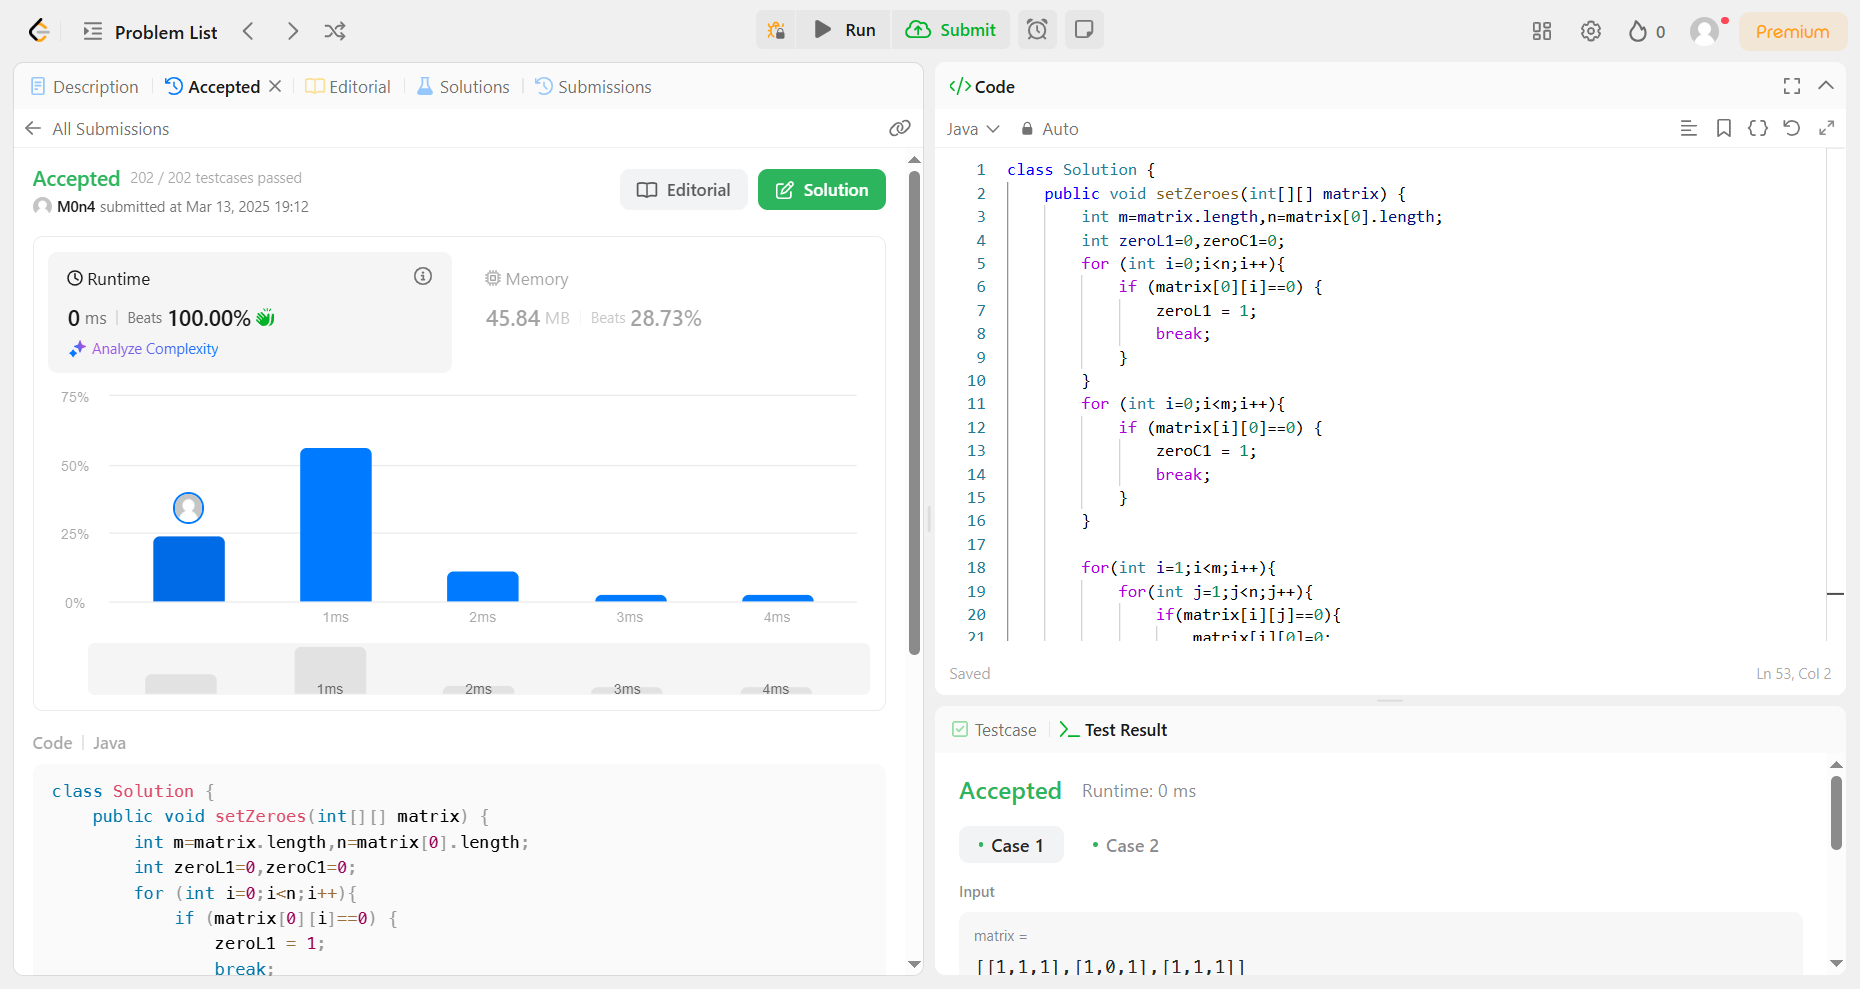 Problem List
Run
Submit
0
Premium
Description
Accepted
Editorial
Solutions
Submissions
All Submissions
Accepted 202 / 202 testcases passed
M0n4 submitted at Mar 13, 2025 19:12
Editorial
Solution
Runtime
0 ms | Beats 100.00%
Analyze Complexity
Memory
45.84 MB | Beats 28.73%
75%
50%
25%
0%
1ms
2ms
3ms
4ms
1ms
2ms
3ms
4ms
Code | Java
class Solution {
public void setZeroes(int[][] matrix) {
int m=matrix.length,n=matrix[0].length;
int zeroL1=0,zeroC1=0;
for (int i=0;i<n;i++){
if (matrix[0][i]==0) {
zeroL1 = 1;
break;
</> Code
Java
Auto
1 class Solution {
2 public void setZeroes(int[][] matrix) {
3 int m=matrix.length,n=matrix[0].length;
4 int zeroL1=0,zeroC1=0;
5 for (int i=0;i<n;i++){
6 if (matrix[0][i]==0) {
7 zeroL1 = 1;
8 break;
9 }
10 }
11 for (int i=0;i<m;i++){
12 if (matrix[i][0]==0) {
13 zeroC1 = 1;
14 break;
15 }
16 }
17
18 for(int i=1;i<m;i++){
19 for(int j=1;j<n;j++){
20 if(matrix[i][j]==0){
21 matrix[i][0]=0;
Saved
Ln 53, Col 2
Testcase
Test Result
Accepted Runtime: 0 ms
Case 1
Case 2
Input
matrix =
[[1,1,1],[1,0,1],[1,1,1]]